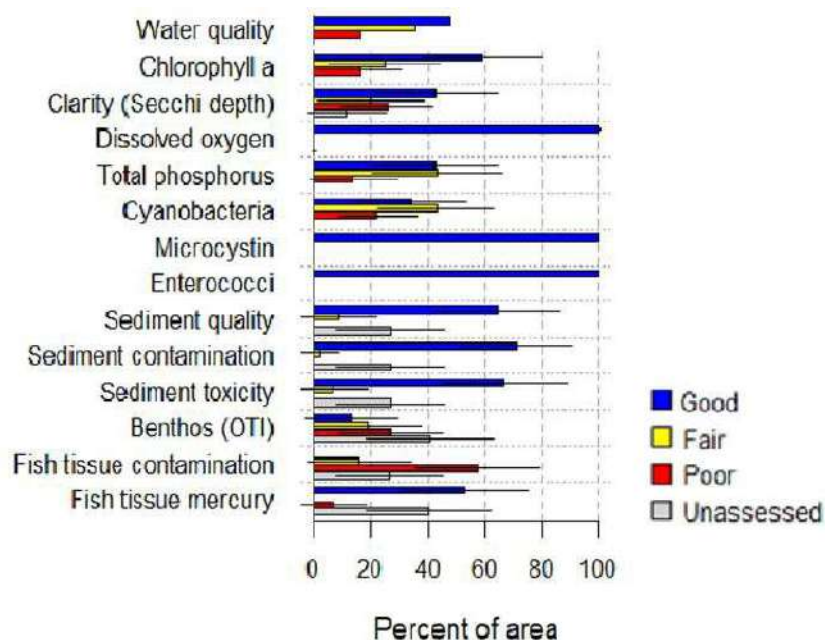 Water quality
Chlorophyll a
Clarity (Secchi depth)
Dissolved oxygen
Total phosphorus
Cyanobacteria
Microcystin
Enterococci
Sediment quality
Sediment contamination
Sediment toxicity
Benthos (OTI)
Fish tissue contamination
Fish tissue mercury
Good
Fair
Poor
Unassessed
0 20 40 60 80 100
Percent of area